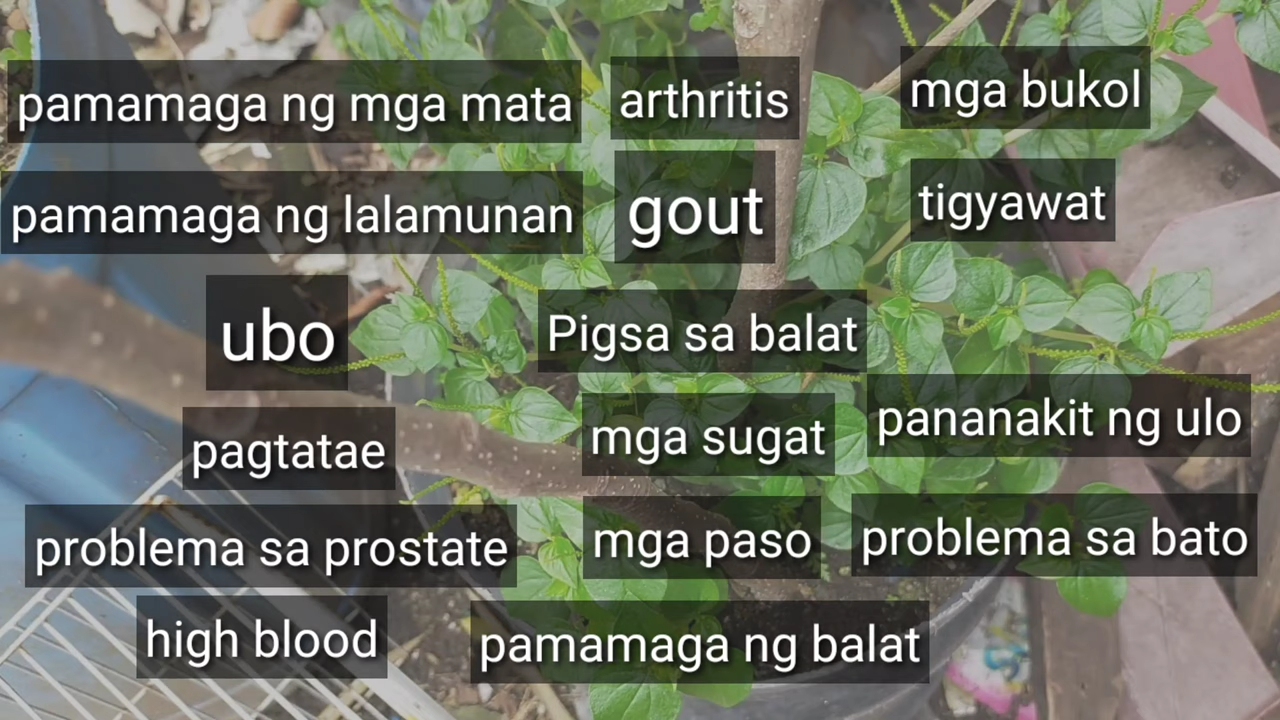 pamamaga ng mga mata
pamamaga ng lalamunan
ubo
pagtatae
problema sa prostate
high blood
arthritis
gout
Pigsa sa balat
mga sugat
mga paso
pamamaga ng balat
mga bukol
tigyawat
pananakit ng ulo
problema sa bato